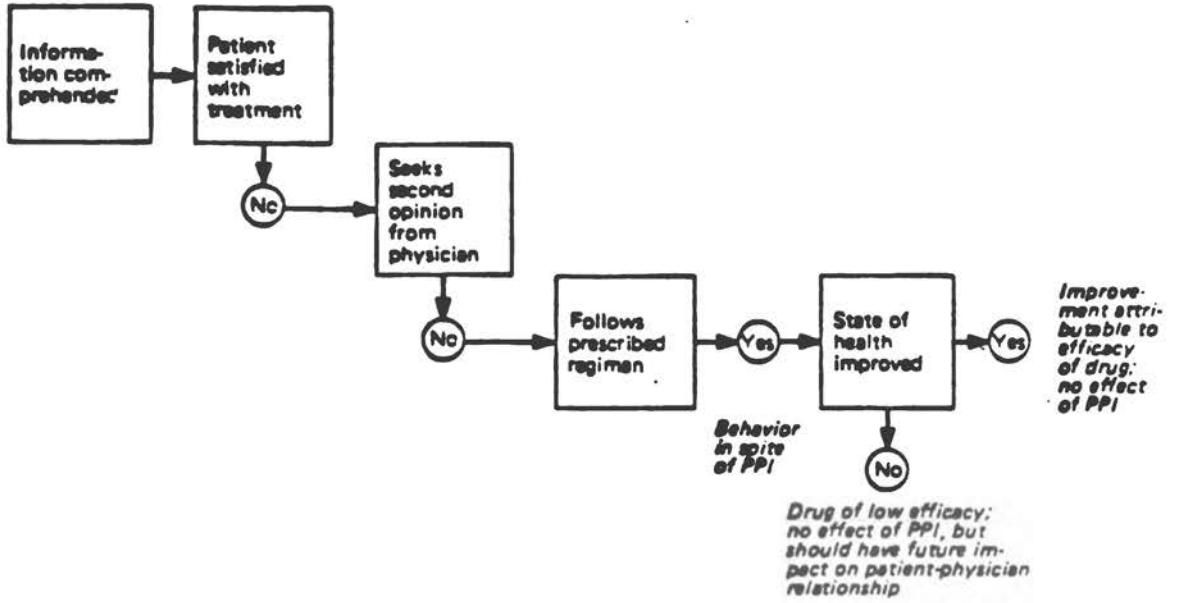 Informa-
tion com-
prehended
Patient
satisfied
with
treatment
No
Seeks
second
opinion
from
physician
No
Follows
prescribed
regimen
Yes
Behavior
in spite
of PPI
State of
health
improved
Yes
Improve-
ment attri-
butable to
efficacy
of drug;
no effect
of PPI
No
Drug of low efficacy;
no effect of PPI, but
should have future im-
pact on patient-physician
relationship